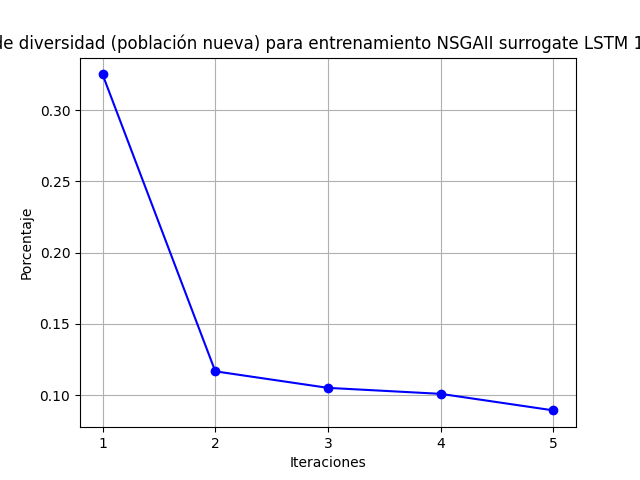 de diversidad (población nueva) para entrenamiento NSGAII surrogate LSTM 1
0.30
0.25
0.20
0.15
0.10
Porcentaje
1 2 3 4 5
Iteraciones